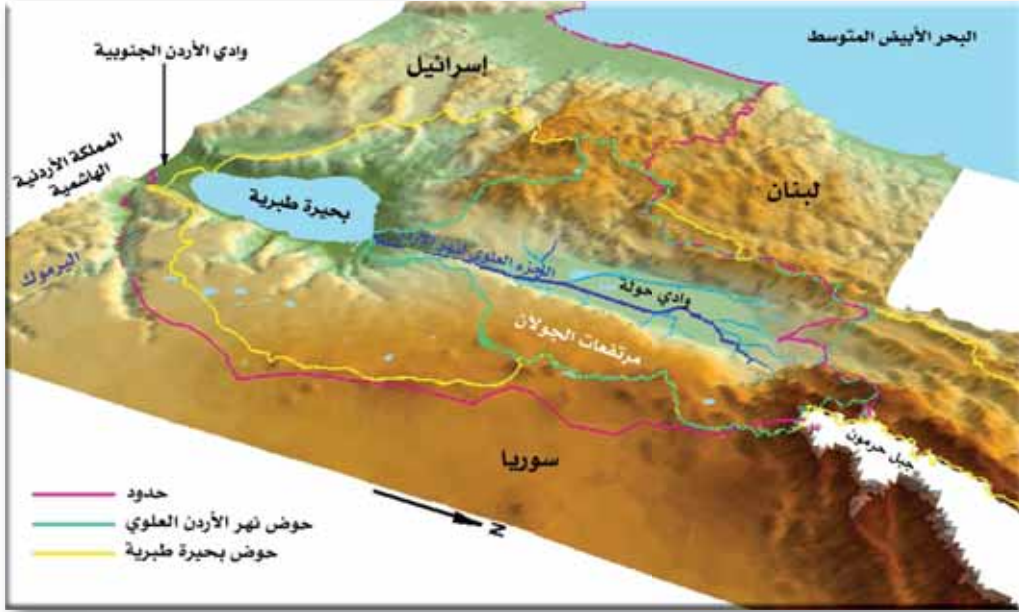 البحر الأبيض المتوسط
وادي الأردن الجنوبية
إسرائيل
المملكة الأردنية
الهاشمية
لبنان
بحيرة طبرية
الجزء العلوي لنهر الأردن
وادي حولة
اليرموك
مرتفعات الجولان
سوريا
جبل حرمون
حدود
حوض نهر الأردن العلوي
حوض بحيرة طبرية
N